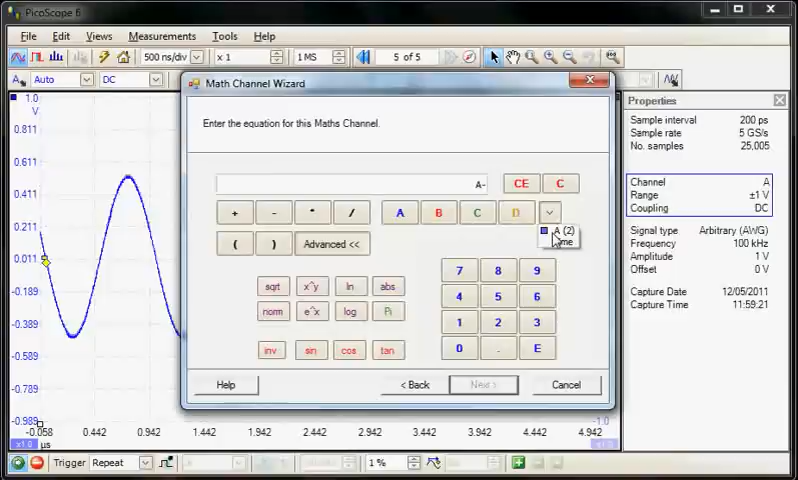 PicoScope 6
File Edit Views Measurements Tools Help
500 ns/div x 1 1 MS 5 of 5
A Auto DC
Math Channel Wizard
Enter the equation for this Maths Channel.
A-
CE C
+ - * / A B C D
( ) Advanced <<
A (2)
sqrt x^y ln abs
norm e^x log Pi
inv sin cos tan
7 8 9
4 5 6
1 2 3
0 . E
Help < Back Next > Cancel
1.0
V
0.811
0.611
0.411
0.211
0.011
-0.189
-0.389
-0.589
-0.789
-0.989
x1.0
µs
-0.058 0.442 0.942 1.442 1.942 2.442 2.942 3.442 3.942 4.442 4.942
-1.0
x1.0
Properties
Sample interval 200 ps
Sample rate 5 GS/s
No. samples 25,005
Channel A
Range ±1 V
Coupling DC
Signal type Arbitrary (AWG)
Frequency 100 kHz
Amplitude 1 V
Offset 0 V
Capture Date 12/05/2011
Capture Time 11:59:21
Trigger Repeat A 1 %